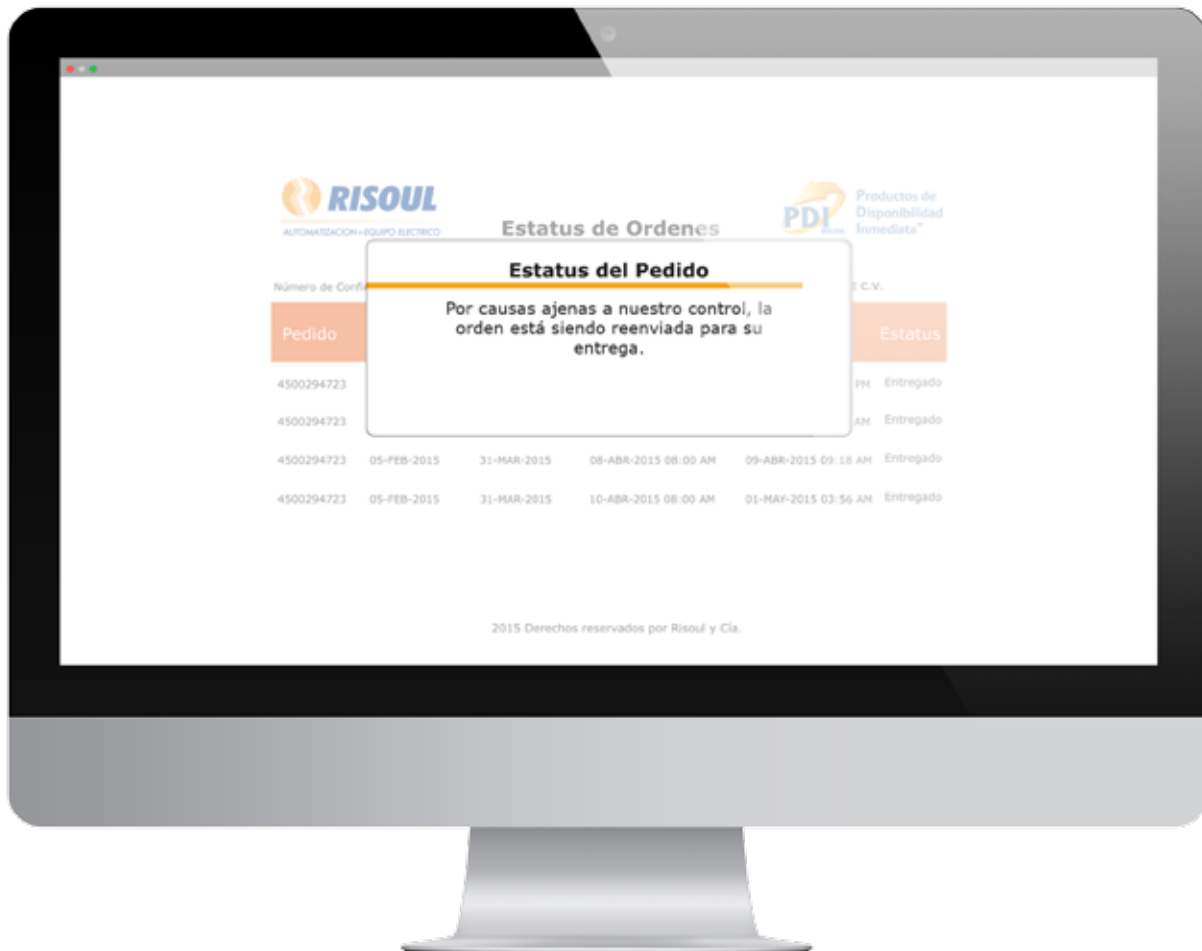 RISOUL
AUTOMATIZACION • EQUIPO ELECTRICO
Estatus de Ordenes
PDI
RISOUL
Productos de
Disponibilidad
Inmediata"
Estatus del Pedido
Por causas ajenas a nuestro control, la
orden está siendo reenviada para su
entrega.
Número de
C.V.
Pedido Estatus
4500294723 PM Entregado
4500294723 AM Entregado
4500294723 05-FEB-2015 31-MAR-2015 08-ABR-2015 08:00 AM 09-ABR-2015 09:18 AM Entregado
4500294723 05-FEB-2015 31-MAR-2015 10-ABR-2015 08:00 AM 01-MAY-2015 03:56 AM Entregado
2015 Derechos reservados por Risoul y Cía.